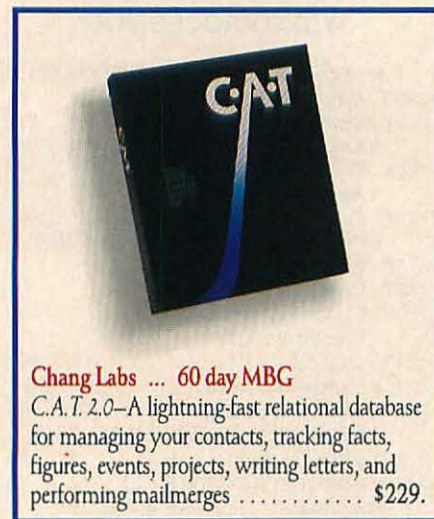 C•A•T
Chang Labs ... 60 day MBG
C.A.T. 2.0–A lightning-fast relational database
for managing your contacts, tracking facts,
figures, events, projects, writing letters, and
performing mailmerges . . . . . . . . . . . . $229.